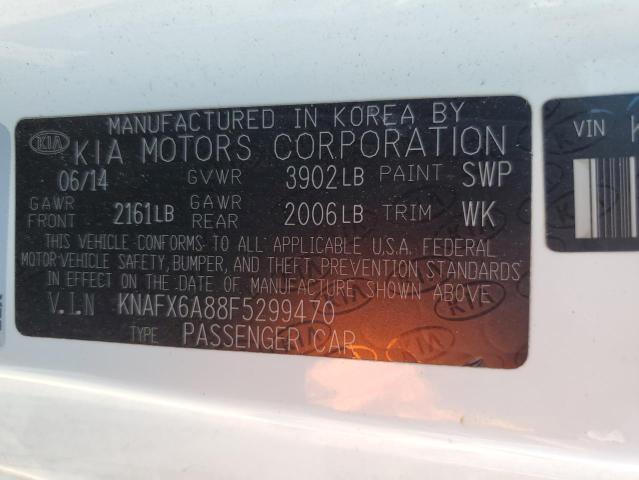 MANUFACTURED IN KOREA BY
KIA KIA MOTORS CORPORATION
06/14 GVWR 3902LB PAINT SWP
GAWR FRONT 2161LB GAWR REAR 2006LB TRIM WK
THIS VEHICLE CONFORMS TO ALL APPLICABLE U.S.A. FEDERAL
MOTOR VEHICLE SAFETY, BUMPER, AND THEFT PREVENTION STANDARDS
IN EFFECT ON THE DATE OF MANUFACTURE SHOWN ABOVE
V.I.N KNAFX6A88F5299470
TYPE PASSENGER CAR
VIN K